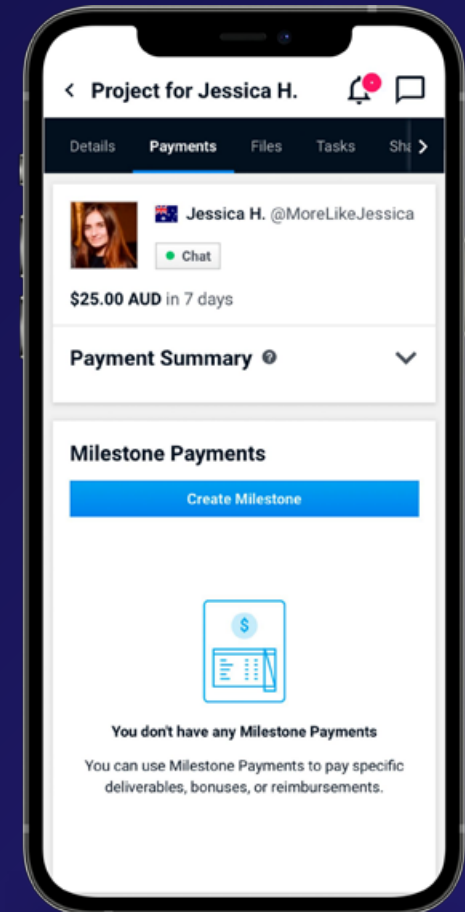 Project for Jessica H.
Details Payments Files Tasks
Jessica H. @MoreLikeJessica
Chat
$25.00 AUD in 7 days
Payment Summary ?
Milestone Payments
Create Milestone
$
You don't have any Milestone Payments
You can use Milestone Payments to pay specific
deliverables, bonuses, or reimbursements.